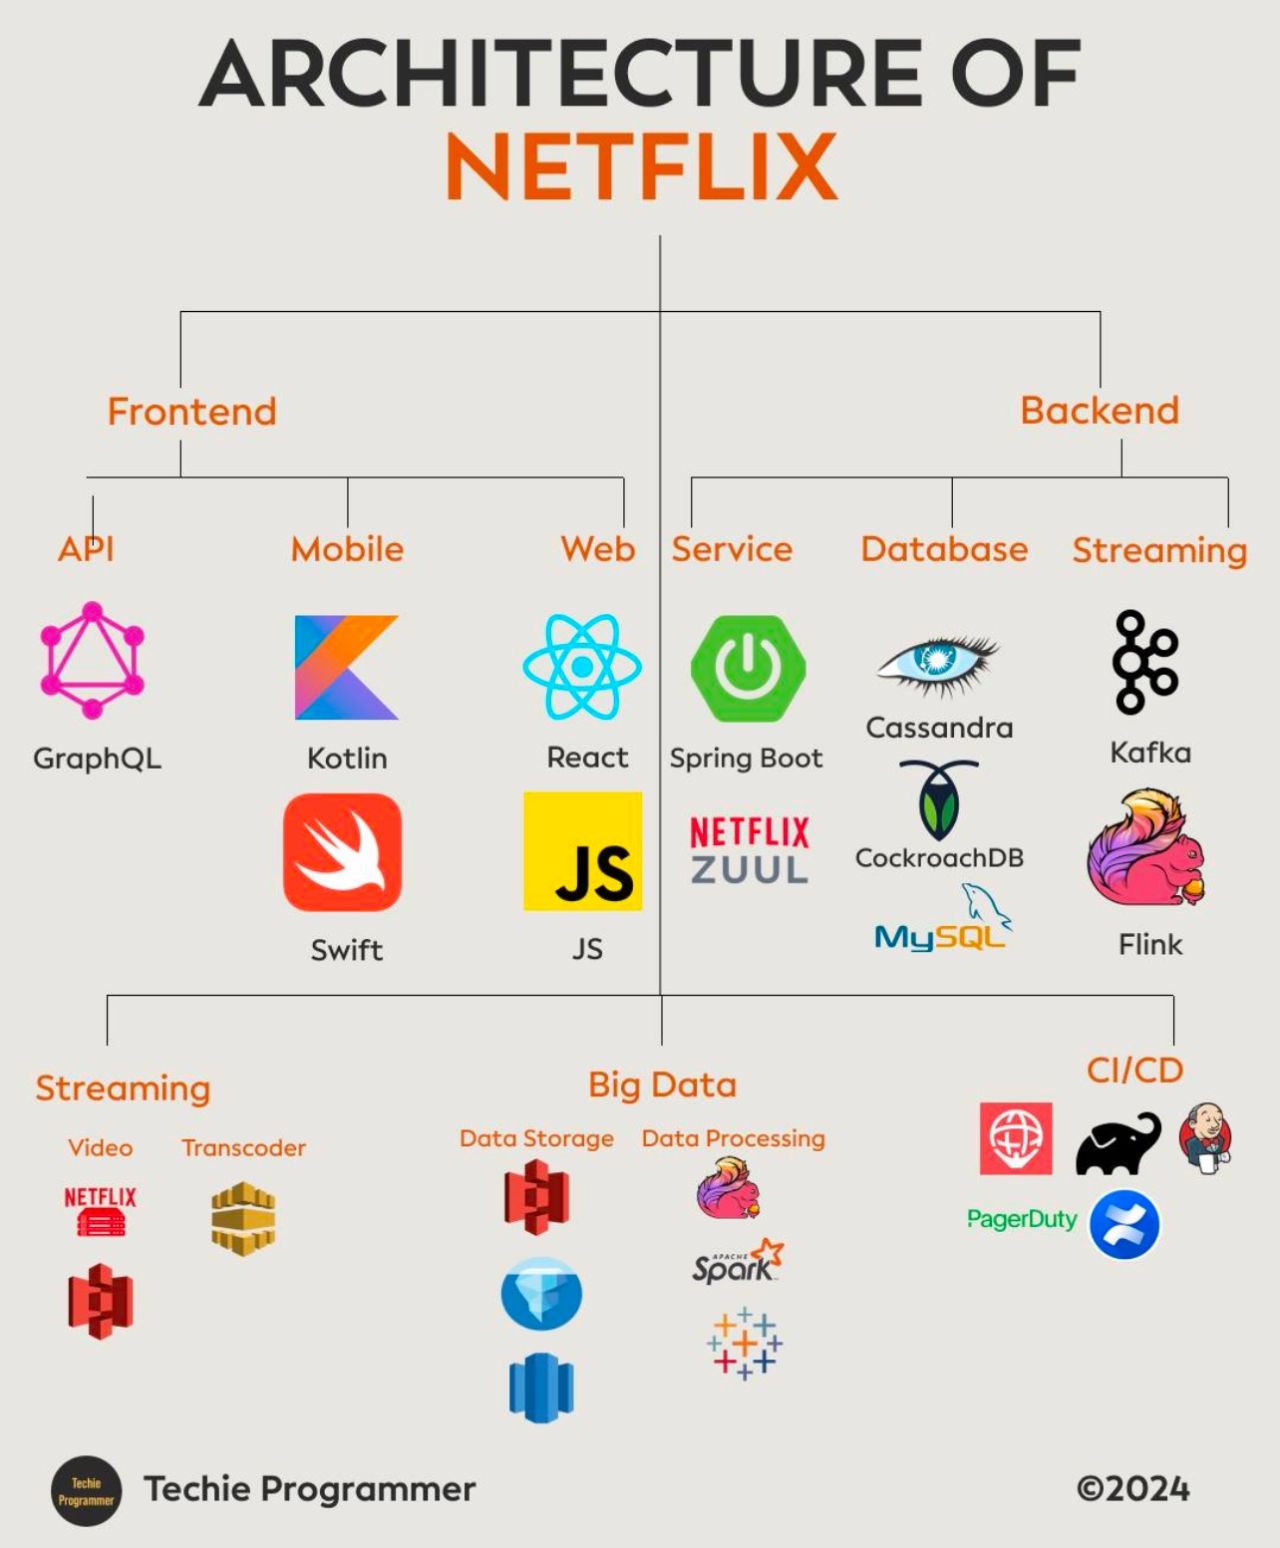 ARCHITECTURE OF
NETFLIX
Frontend
Backend
API
Mobile
Web
Service
Database
Streaming
GraphQL
Kotlin
React
Spring Boot
Cassandra
Kafka
Swift
JS
JS
NETFLIX
ZUUL
CockroachDB
MySQL
Flink
Streaming
Big Data
CI/CD
Video
Transcoder
Data Storage
Data Processing
NETFLIX
APACHE
Spark
PagerDuty
Techie
Programmer
Techie Programmer
©2024